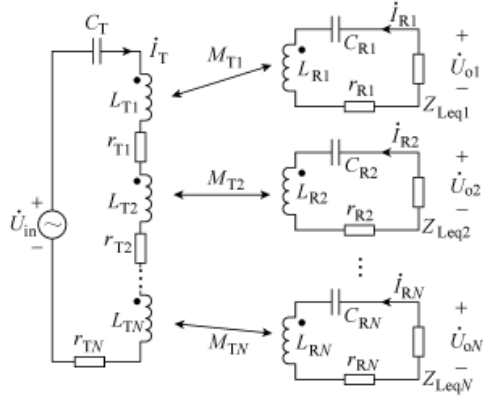 C_T
İ_T
L_T1
r_T1
L_T2
r_T2
L_TN
r_TN
+
U̇_in
−
M_T1
M_T2
M_TN
C_R1
İ_R1
L_R1
r_R1
Z_Leq1
+
U̇_o1
−
C_R2
İ_R2
L_R2
r_R2
Z_Leq2
+
U̇_o2
−
C_RN
İ_RN
L_RN
r_RN
Z_LeqN
+
U̇_oN
−